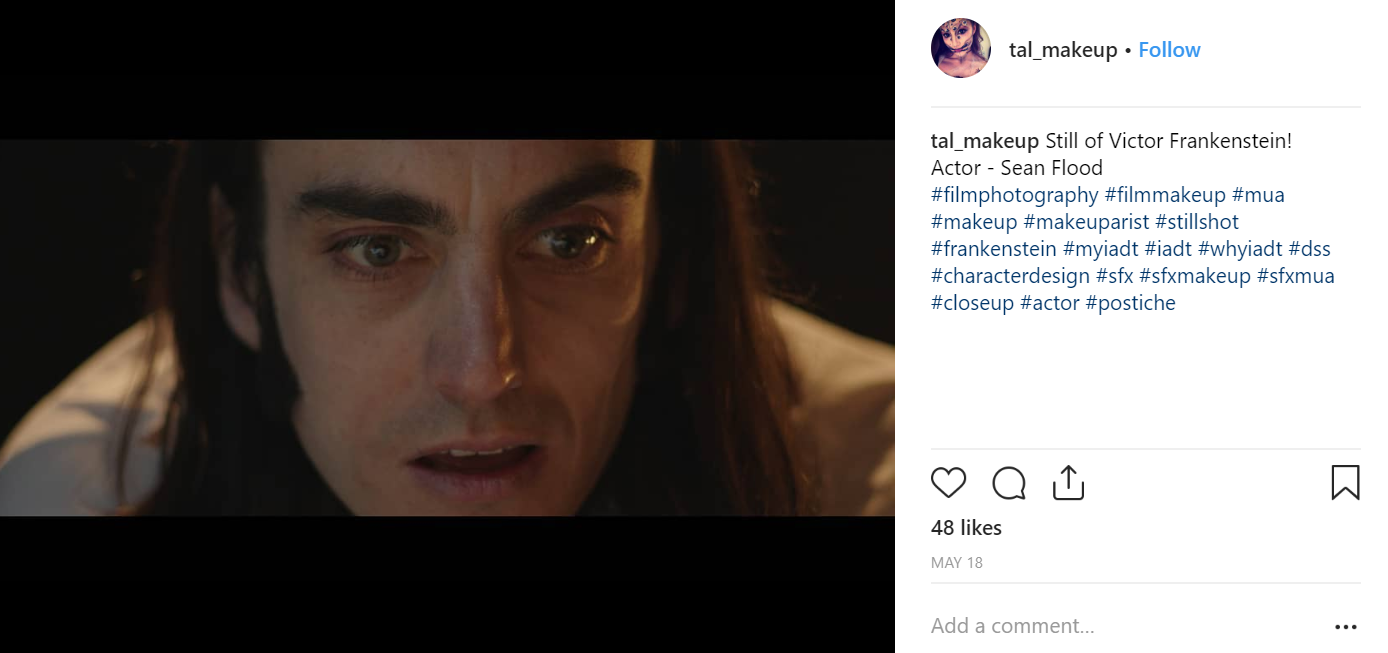 tal_makeup • Follow
tal_makeup Still of Victor Frankenstein!
Actor - Sean Flood
#filmphotography #filmmakeup #mua
#makeup #makeuparist #stillshot
#frankenstein #myiadt #iadt #whyiadt #dss
#characterdesign #sfx #sfxmakeup #sfxmua
#closeup #actor #postiche
48 likes
MAY 18
Add a comment...